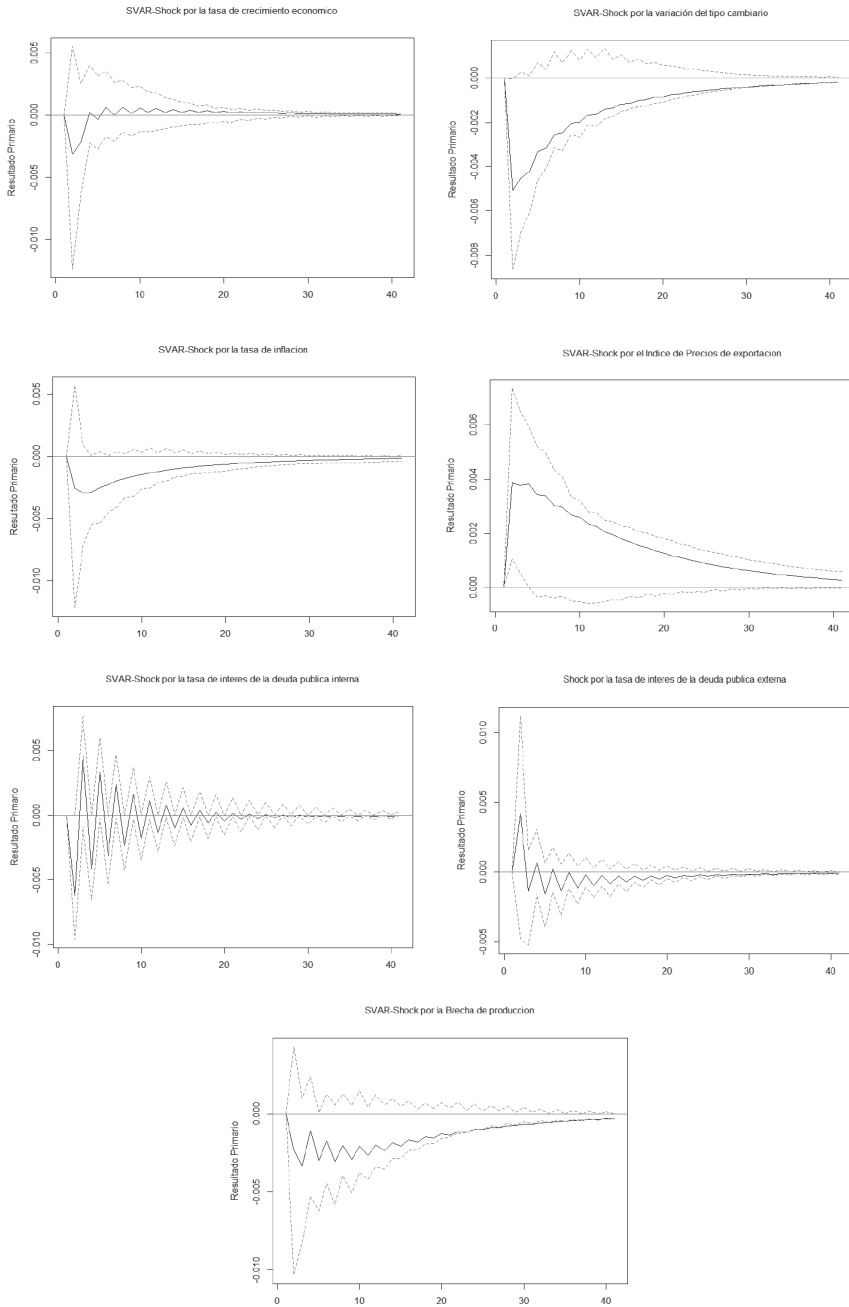 SVAR-Shock por la tasa de crecimiento economico
Resultado Primario
0.005
0.000
-0.005
-0.010
0 10 20 30 40
SVAR-Shock por la variación del tipo cambiario
Resultado Primario
0.000
-0.002
-0.004
-0.006
-0.008
0 10 20 30 40
SVAR-Shock por la tasa de inflacion
Resultado Primario
0.005
0.000
-0.005
-0.010
0 10 20 30 40
SVAR-Shock por el Indice de Precios de exportacion
Resultado Primario
0.006
0.004
0.002
0.000
0 10 20 30 40
SVAR-Shock por la tasa de interes de la deuda publica interna
Resultado Primario
0.005
0.000
-0.005
-0.010
0 10 20 30 40
Shock por la tasa de interes de la deuda publica externa
Resultado Primario
0.010
0.005
0.000
-0.005
0 10 20 30 40
SVAR-Shock por la Brecha de produccion
Resultado Primario
0.000
-0.005
-0.010
0 10 20 30 40